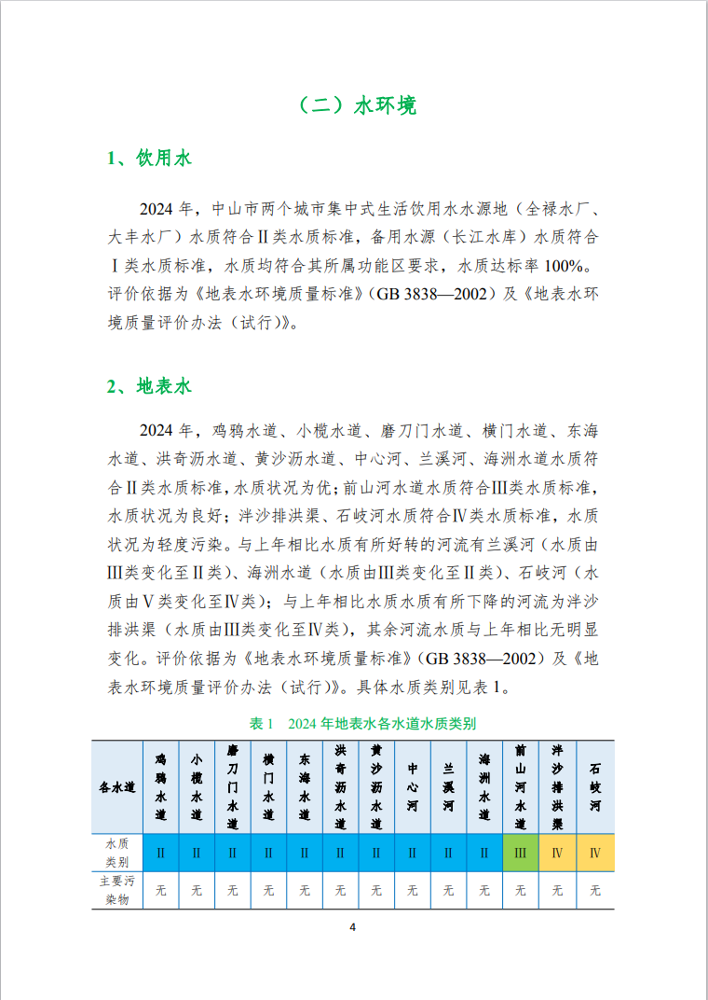 （二）水环境
1、饮用水
2024 年，中山市两个城市集中式生活饮用水水源地（全禄水厂、
大丰水厂）水质符合Ⅱ类水质标准，备用水源（长江水库）水质符合
Ⅰ类水质标准，水质均符合其所属功能区要求，水质达标率 100%。
评价依据为《地表水环境质量标准》（GB 3838—2002）及《地表水环
境质量评价办法（试行）》。
2、地表水
2024 年，鸡鸦水道、小榄水道、磨刀门水道、横门水道、东海
水道、洪奇沥水道、黄沙沥水道、中心河、兰溪河、海洲水道水质符
合Ⅱ类水质标准，水质状况为优；前山河水道水质符合Ⅲ类水质标准，
水质状况为良好；泮沙排洪渠、石岐河水质符合Ⅳ类水质标准，水质
状况为轻度污染。与上年相比水质有所好转的河流有兰溪河（水质由
Ⅲ类变化至Ⅱ类）、海洲水道（水质由Ⅲ类变化至Ⅱ类）、石岐河（水
质由Ⅴ类变化至Ⅳ类）；与上年相比水质水质有所下降的河流为泮沙
排洪渠（水质由Ⅲ类变化至Ⅳ类），其余河流水质与上年相比无明显
变化。评价依据为《地表水环境质量标准》（GB 3838—2002）及《地
表水环境质量评价办法（试行）》。具体水质类别见表 1。
表 1 2024 年地表水各水道水质类别
各水道 鸡鸦水道 小榄水道 磨刀门水道 横门水道 东海水道 洪奇沥水道 黄沙沥水道 中心河 兰溪河 海洲水道 前山河水道 泮沙排洪渠 石岐河
水质类别 Ⅱ Ⅱ Ⅱ Ⅱ Ⅱ Ⅱ Ⅱ Ⅱ Ⅱ Ⅱ Ⅲ Ⅳ Ⅳ
主要污染物 无 无 无 无 无 无 无 无 无 无 无 无 无
4